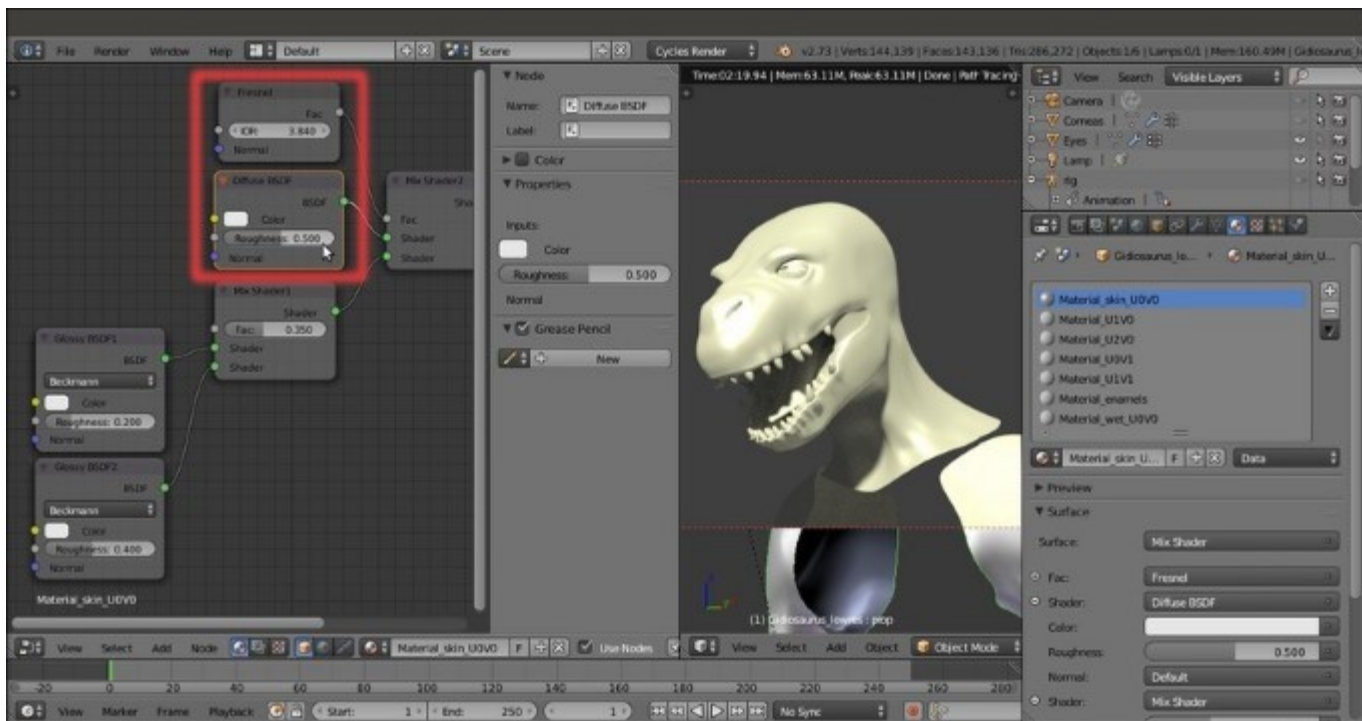 File Render Window Help Default Scene Cycles Render v2.73 | Verts:144,139 | Faces:143,136 | Tris:286,272 | Objects:1/6 | Lamps:0/1 | Mem:160.49M | Gidiosaurus_l
Fresnel
Fac
IOR: 3.840
Normal
Diffuse BSDF
BSDF
Color
Roughness: 0.500
Normal
Mix Shader2
Sha
Fac
Shader
Shader
Mix Shader1
Shader
Fac: 0.350
Shader
Shader
Glossy BSDF1
BSDF
Beckmann
Color
Roughness: 0.200
Normal
Glossy BSDF2
BSDF
Beckmann
Color
Roughness: 0.400
Normal
Material_skin_U0V0
Node
Name: Diffuse BSDF
Label:
Color
Properties
Inputs:
Color
Roughness: 0.500
Normal
Grease Pencil
New
Time:02:19.94 | Mem:63.11M, Peak:63.11M | Done | Path Tracing
(1) Gidiosaurus_lowres : prop
View Search Visible Layers
Camera
Corneas
Eyes
Lamp
rig
Animation
Gidiosaurus_lo... Material_skin_U...
Material_skin_U0V0
Material_U1V0
Material_U2V0
Material_U0V1
Material_U1V1
Material_enamels
Material_wet_U0V0
Material_skin_U... F Data
Preview
Surface
Surface: Mix Shader
Fac: Fresnel
Shader: Diffuse BSDF
Color:
Roughness: 0.500
Normal: Default
Shader: Mix Shader
View Select Add Node Material_skin_U0V0 F Use Nodes
View Select Add Object Object Mode
-20 0 20 40 60 80 100 120 140 160 180 200 220 240 260 280
View Marker Frame Playback Start: 1 End: 250 1 No Sync